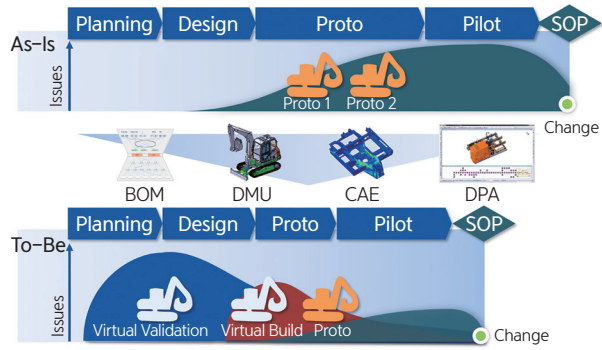 Planning Design Proto Pilot SOP
As-Is
Issues
Proto 1 Proto 2
Change
BOM DMU CAE DPA
Planning Design Proto Pilot SOP
To-Be
Issues
Virtual Validation Virtual Build Proto
Change